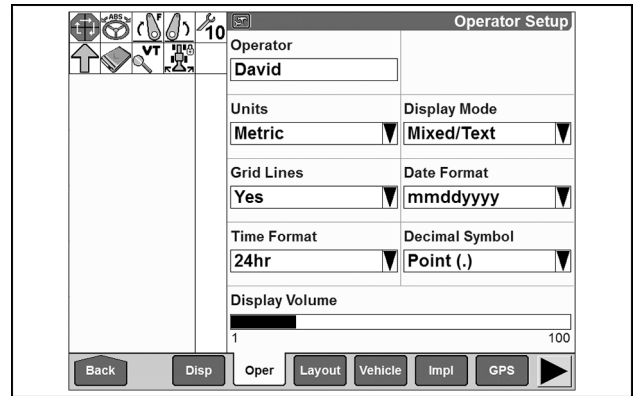 ABS
F
10
VT
Operator Setup
Operator
David
Units
Display Mode
Metric
Mixed/Text
Grid Lines
Date Format
Yes
mmddyyyy
Time Format
Decimal Symbol
24hr
Point (.)
Display Volume
1
100
Back
Disp
Oper
Layout
Vehicle
Impl
GPS